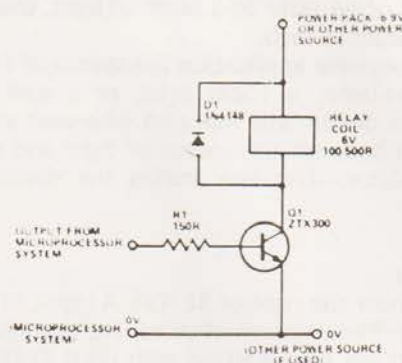 POWER PACK 6 9V
OR OTHER POWER
SOURCE
D1
1N4148
RELAY
COIL
6V
100 500R
OUTPUT FROM
MICROPROCESSOR
SYSTEM
R1
150R
Q1
ZTX300
0V
(MICROPROCESSOR
SYSTEM)
0V
(OTHER POWER SOURCE,
IF USED)